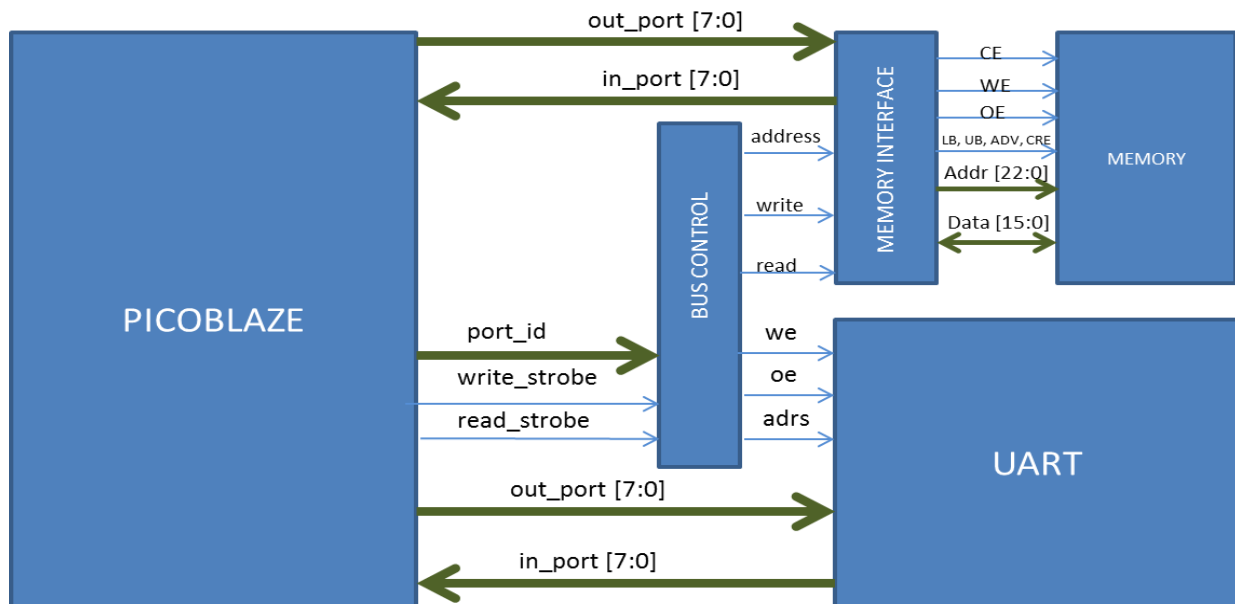 out_port [7:0]
in_port [7:0]
PICOBLAZE
port_id
write_strobe
read_strobe
out_port [7:0]
in_port [7:0]
BUS CONTROL
address
write
read
we
oe
adrs
MEMORY INTERFACE
CE
WE
OE
LB, UB, ADV, CRE
Addr [22:0]
Data [15:0]
MEMORY
UART